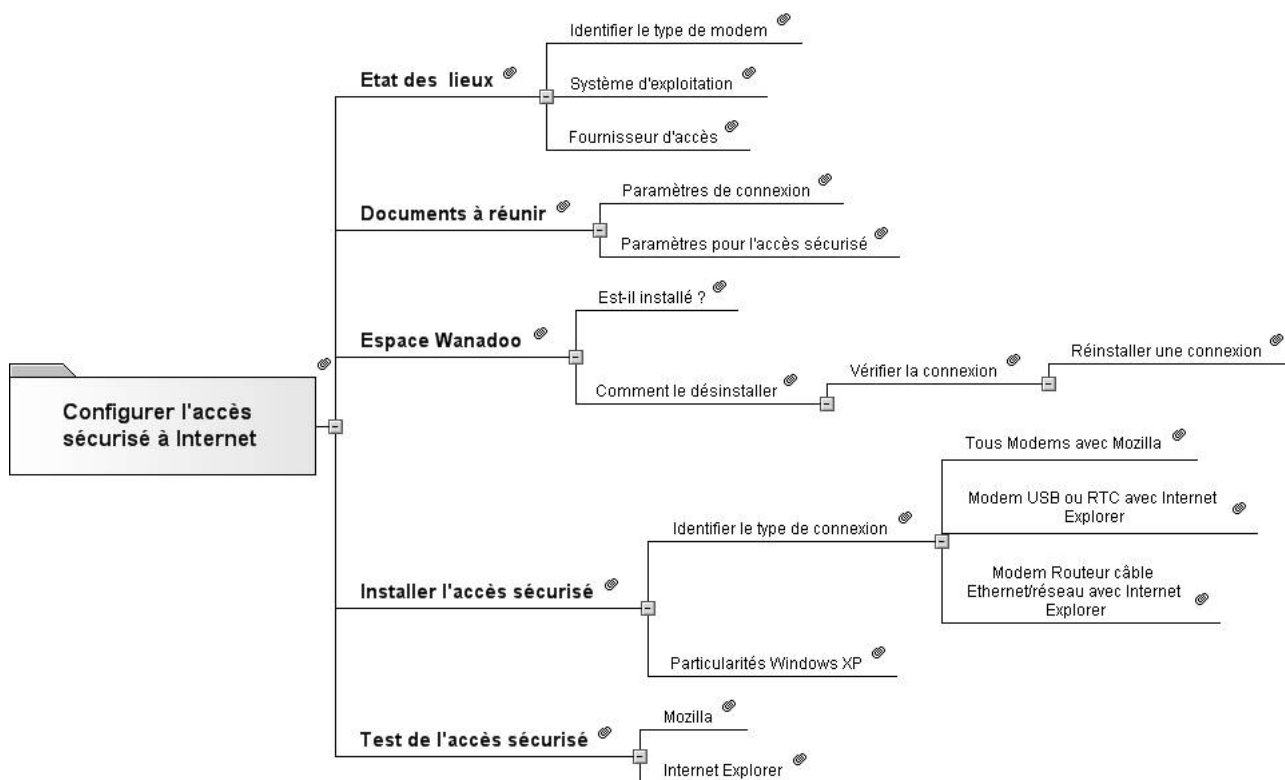 Configurer l'accès
sécurisé à Internet
Etat des lieux
Identifier le type de modem
Système d'exploitation
Fournisseur d'accès
Documents à réunir
Paramètres de connexion
Paramètres pour l'accès sécurisé
Espace Wanadoo
Est-il installé ?
Comment le désinstaller
Vérifier la connexion
Réinstaller une connexion
Installer l'accès sécurisé
Identifier le type de connexion
Tous Modems avec Mozilla
Modem USB ou RTC avec Internet
Explorer
Modem Routeur câble
Ethernet/réseau avec Internet
Explorer
Particularités Windows XP
Test de l'accès sécurisé
Mozilla
Internet Explorer